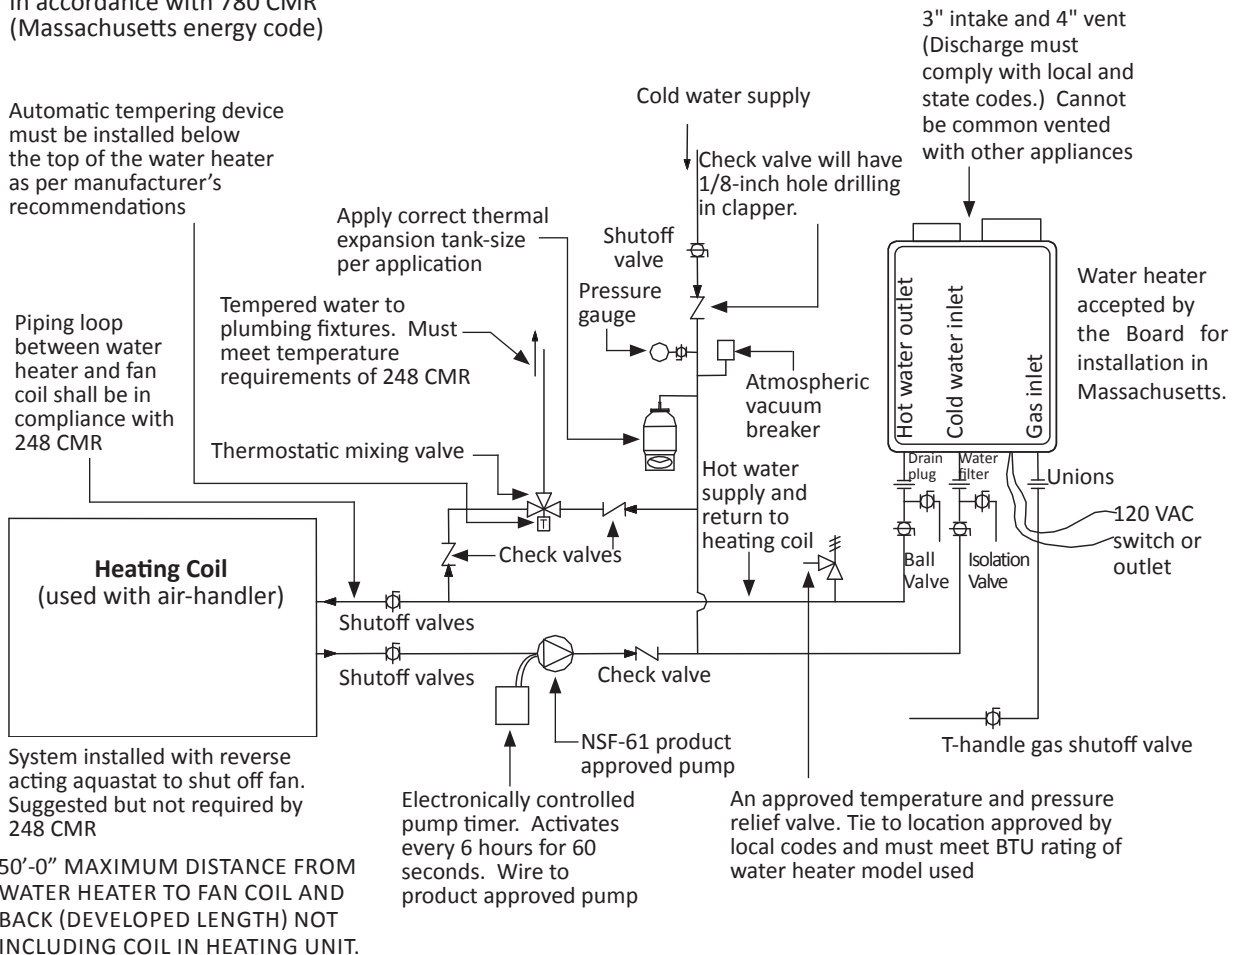 in accordance with 780 CMR
(Massachusetts energy code)
3" intake and 4" vent
(Discharge must
comply with local and
state codes.) Cannot
be common vented
with other appliances
Cold water supply
Automatic tempering device
must be installed below
the top of the water heater
as per manufacturer's
recommendations
Check valve will have
1/8-inch hole drilling
in clapper.
Apply correct thermal
expansion tank-size
per application
Shutoff
valve
Pressure
gauge
Tempered water to
plumbing fixtures. Must
meet temperature
requirements of 248 CMR
Piping loop
between water
heater and fan
coil shall be in
compliance with
248 CMR
Atmospheric
vacuum
breaker
Hot water outlet
Cold water inlet
Gas inlet
Water heater
accepted by
the Board for
installation in
Massachusetts.
Thermostatic mixing valve
Drain
plug
Water
filter
Unions
Hot water
supply and
return to
heating coil
T
Check valves
120 VAC
switch or
outlet
Ball
Valve
Isolation
Valve
Heating Coil
(used with air-handler)
Shutoff valves
Shutoff valves
Check valve
NSF-61 product
approved pump
T-handle gas shutoff valve
System installed with reverse
acting aquastat to shut off fan.
Suggested but not required by
248 CMR
Electronically controlled
pump timer. Activates
every 6 hours for 60
seconds. Wire to
product approved pump
An approved temperature and pressure
relief valve. Tie to location approved by
local codes and must meet BTU rating of
water heater model used
50'-0" MAXIMUM DISTANCE FROM
WATER HEATER TO FAN COIL AND
BACK (DEVELOPED LENGTH) NOT
INCLUDING COIL IN HEATING UNIT.